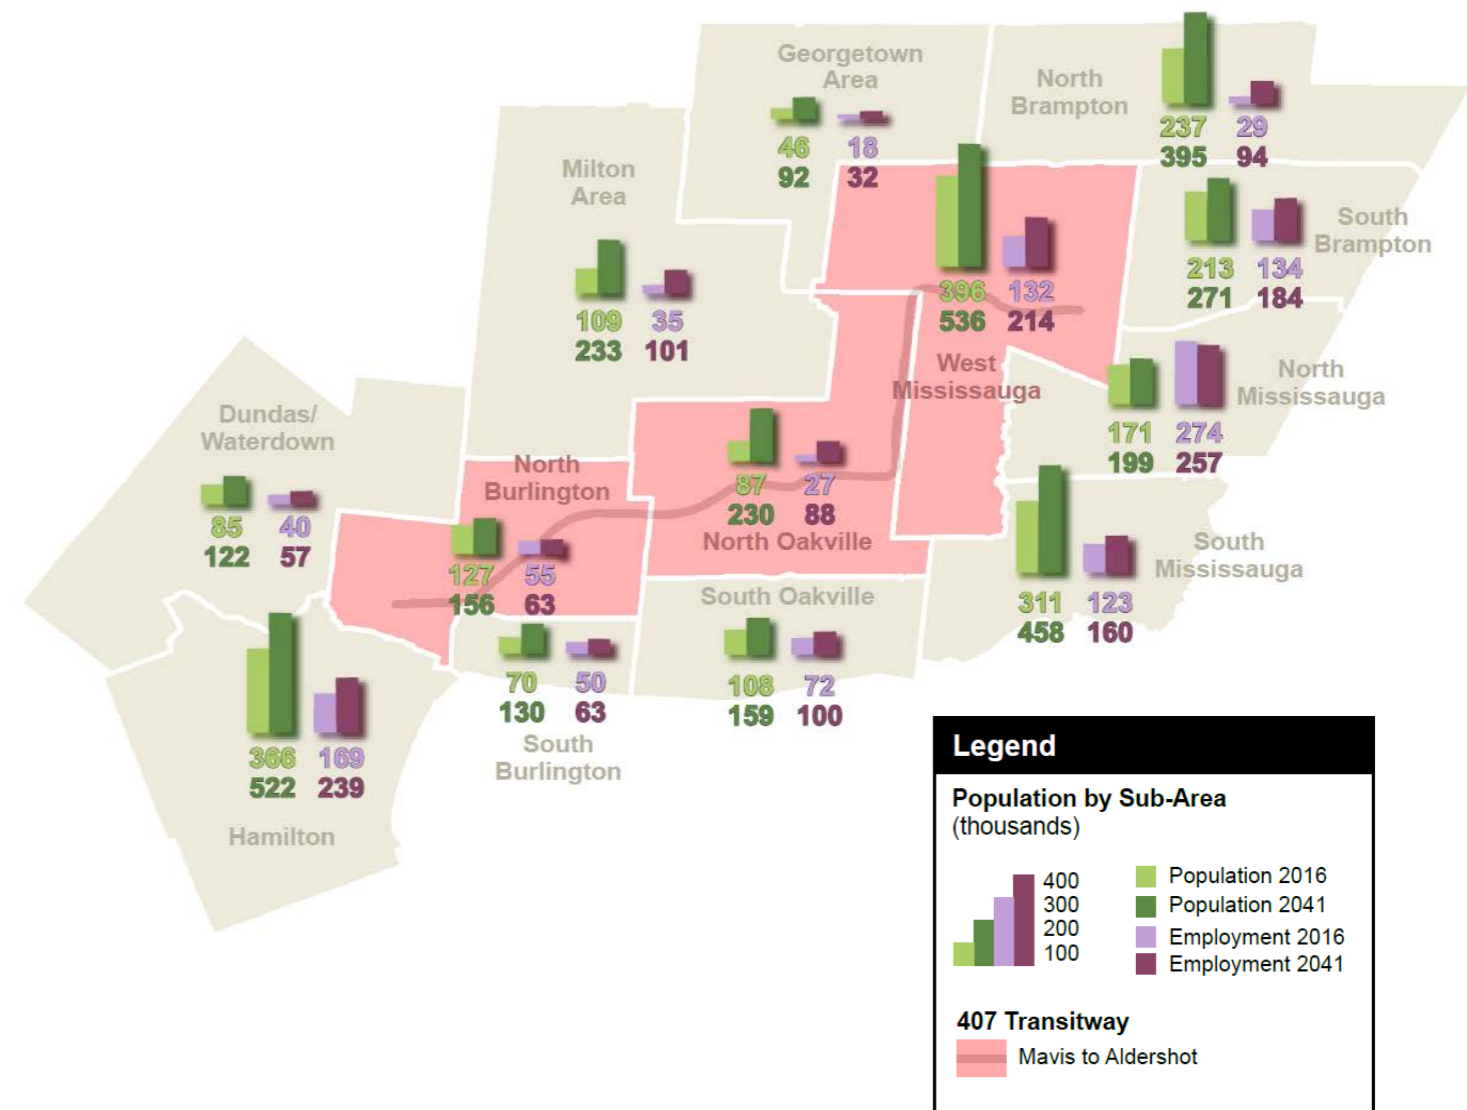 Georgetown
Area
46 18
92 32
North
Brampton
237 29
395 94
Milton
Area
109 35
233 101
396 132
536 214
West
Mississauga
South
Brampton
213 134
271 184
North
Mississauga
171 274
199 257
Dundas/
Waterdown
85 40
122 57
North
Burlington
127 55
156 63
87 27
230 88
North Oakville
South
Mississauga
311 123
458 160
South Oakville
108 72
159 100
70 50
130 63
South
Burlington
366 169
522 239
Hamilton
Legend
Population by Sub-Area
(thousands)
400
300
200
100
Population 2016
Population 2041
Employment 2016
Employment 2041
407 Transitway
Mavis to Aldershot